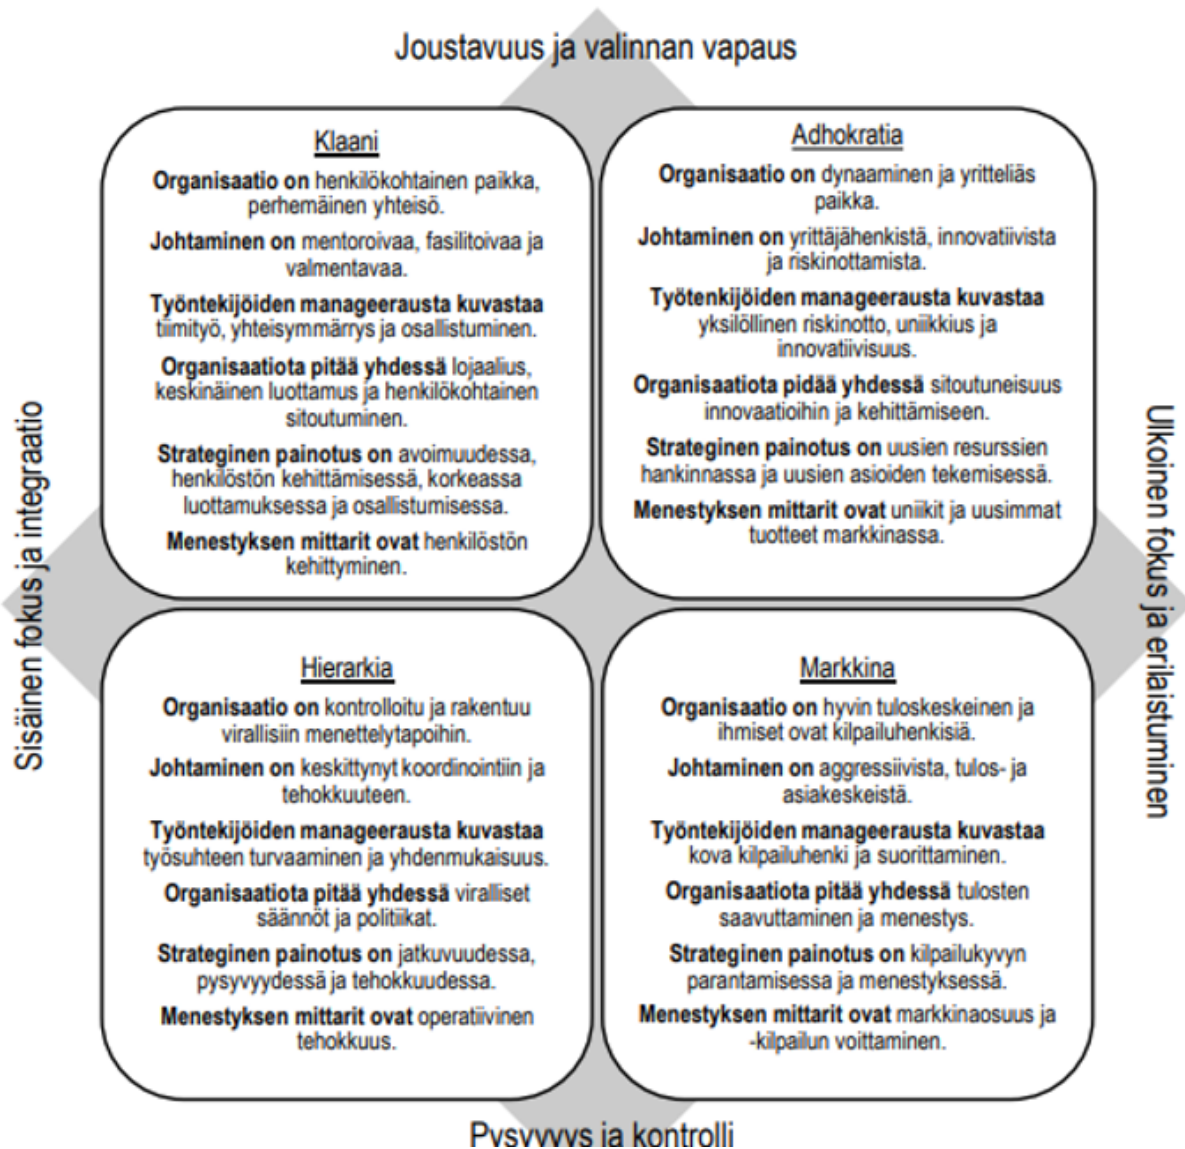 Joustavuus ja valinnan vapaus
Klaani
Organisaatio on henkilökohtainen paikka,
perhemäinen yhteisö.
Johtaminen on mentoroivaa, fasilitoivaa ja
valmentavaa.
Työntekijöiden manageerausta kuvastaa
tiimityö, yhteisymmärrys ja osallistuminen.
Organisaatiota pitää yhdessä lojaalius,
keskinäinen luottamus ja henkilökohtainen
sitoutuminen.
Strateginen painotus on avoimuudessa,
henkilöstön kehittämisessä, korkeassa
luottamuksessa ja osallistumisessa.
Menestyksen mittarit ovat henkilöstön
kehittyminen.
Adhokratia
Organisaatio on dynaaminen ja yritteliäs
paikka.
Johtaminen on yrittäjähenkistä, innovatiivista
ja riskinottamista.
Työtenkijöiden manageerausta kuvastaa
yksilöllinen riskinotto, uniikkius ja
innovatiivisuus.
Organisaatiota pidää yhdessä sitoutuneisuus
innovaatioihin ja kehittämiseen.
Strateginen painotus on uusien resurssien
hankinnassa ja uusien asioiden tekemisessä.
Menestyksen mittarit ovat uniikit ja uusimmat
tuotteet markkinassa.
Sisäinen fokus ja integraatio
Ulkoinen fokus ja erilaistuminen
Hierarkia
Organisaatio on kontrolloitu ja rakentuu
virallisiin menettelytapoihin.
Johtaminen on keskittynyt koordinointiin ja
tehokkuuteen.
Työntekijöiden manageerausta kuvastaa
työsuhteen turvaaminen ja yhdenmukaisuus.
Organisaatiota pitää yhdessä viralliset
säännöt ja politiikat.
Strateginen painotus on jatkuvuudessa,
pysyvyydessä ja tehokkuudessa.
Menestyksen mittarit ovat operatiivinen
tehokkuus.
Markkina
Organisaatio on hyvin tuloskeskeinen ja
ihmiset ovat kilpailuhenkisiä.
Johtaminen on aggressiivista, tulos- ja
asiakeskeistä.
Työntekijöiden manageerausta kuvastaa
kova kilpailuhenki ja suorittaminen.
Organisaatiota pitää yhdessä tulosten
saavuttaminen ja menestys.
Strateginen painotus on kilpailukyvyn
parantamisessa ja menestyksessä.
Menestyksen mittarit ovat markkinaosuus ja
-kilpailun voittaminen.
Pysyvyys ja kontrolli